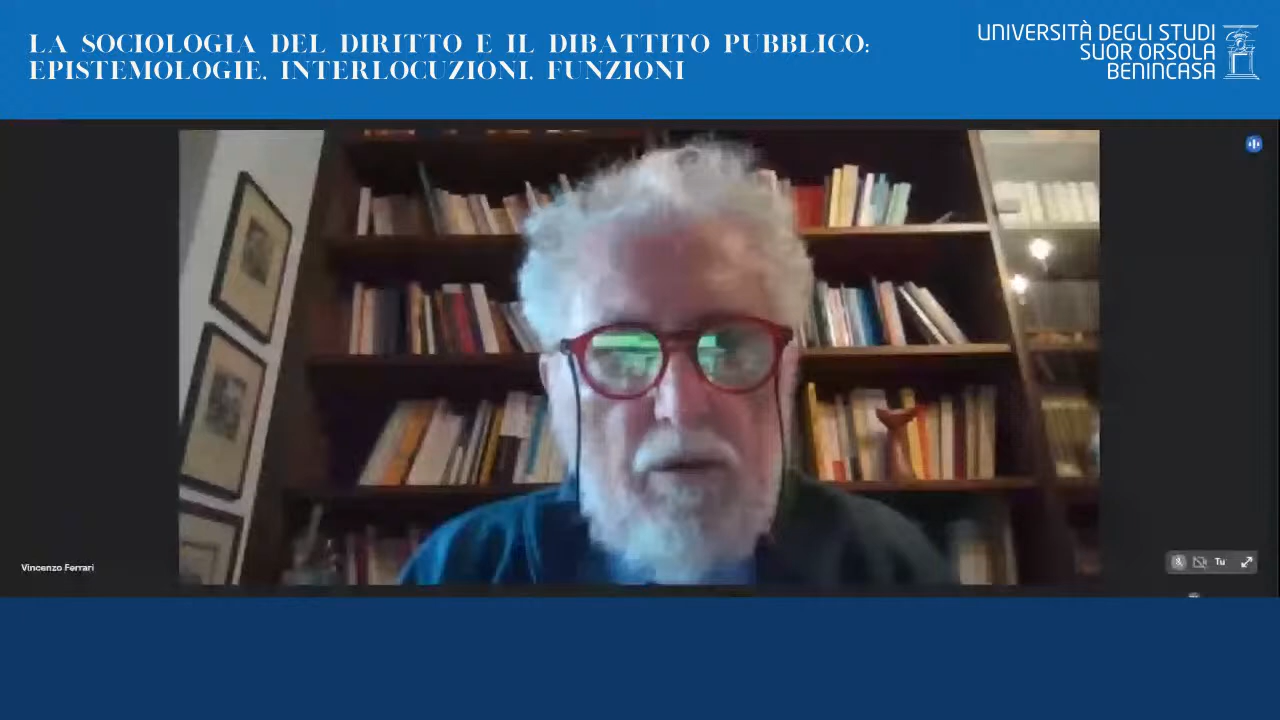 LA SOCIOLOGIA DEL DIRITTO E IL DIBATTITO PUBBLICO:
EPISTEMOLOGIE, INTERLOCUZIONI, FUNZIONI
UNIVERSITÀ DEGLI STUDI
SUOR ORSOLA
BENINCASA
Vincenzo Ferrari
Tu